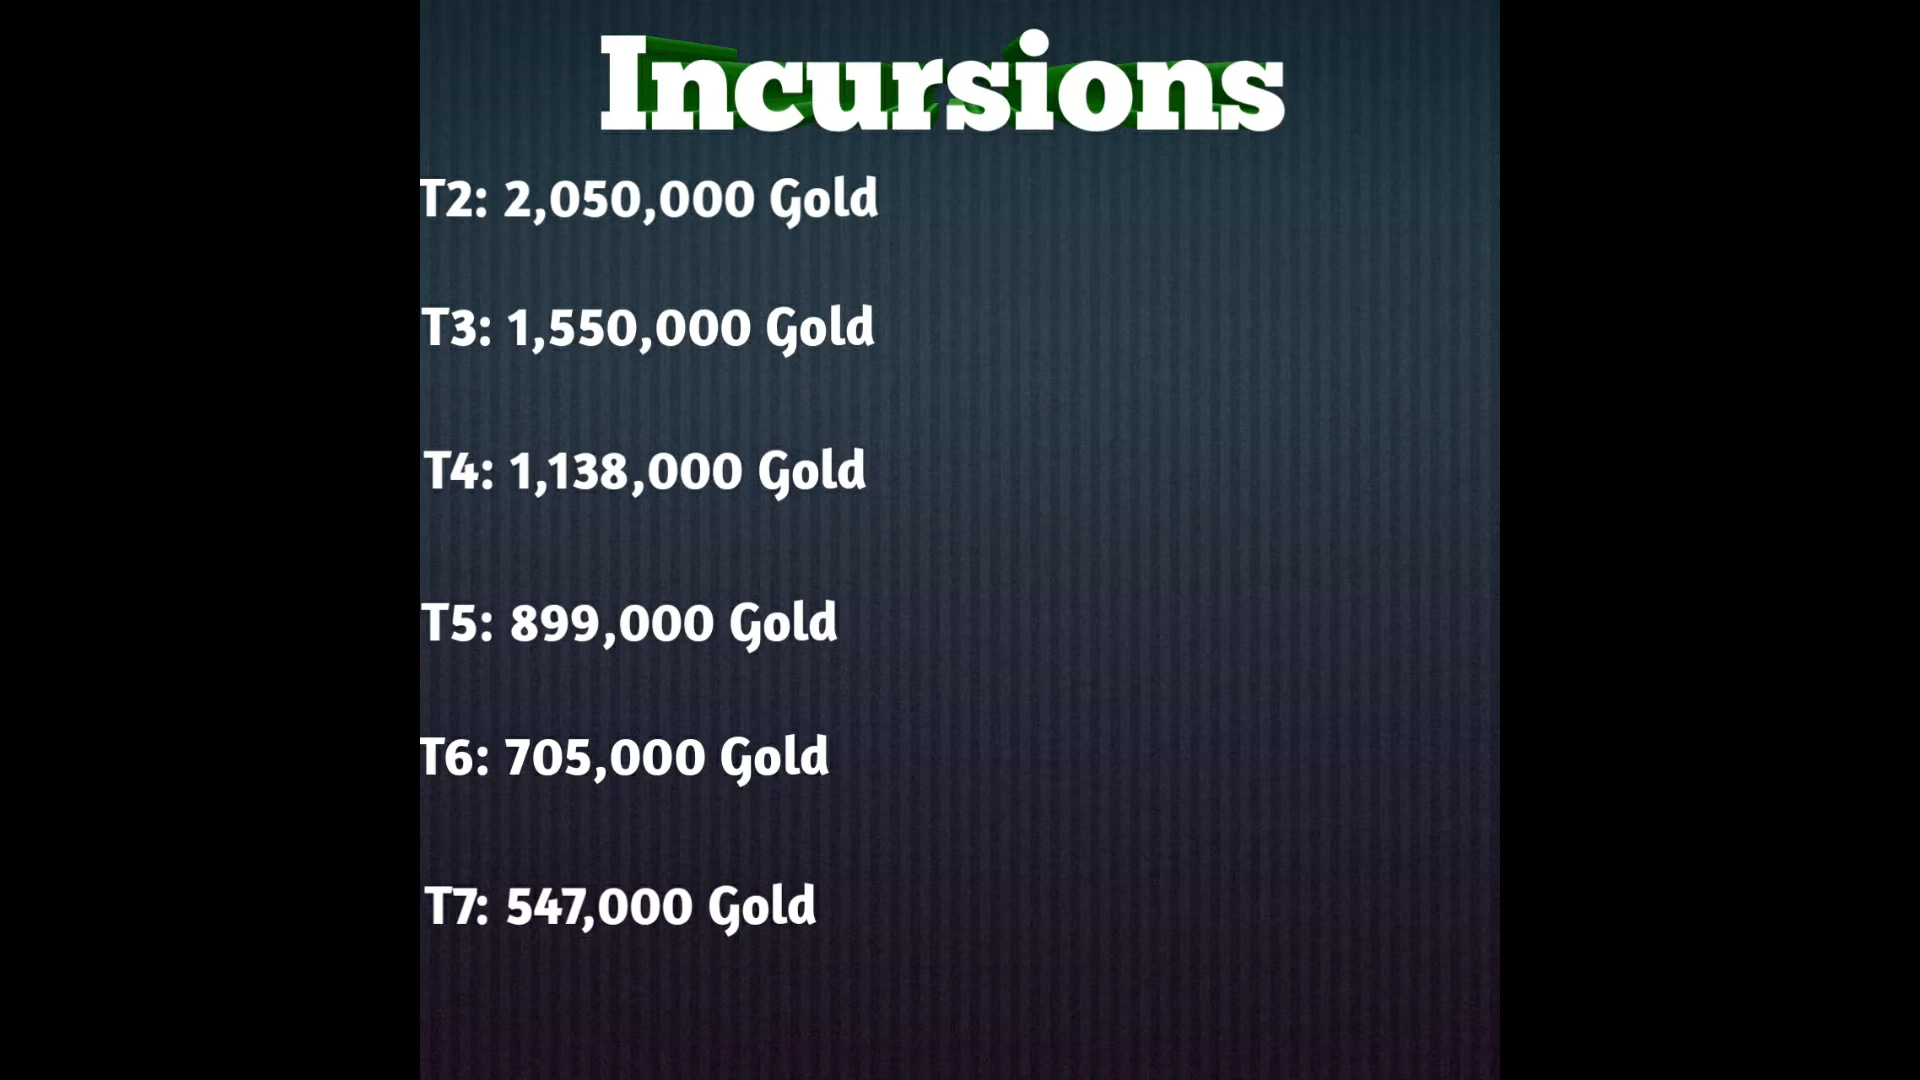 Incursions
T2: 2,050,000 Gold
T3: 1,550,000 Gold
T4: 1,138,000 Gold
T5: 899,000 Gold
T6: 705,000 Gold
T7: 547,000 Gold